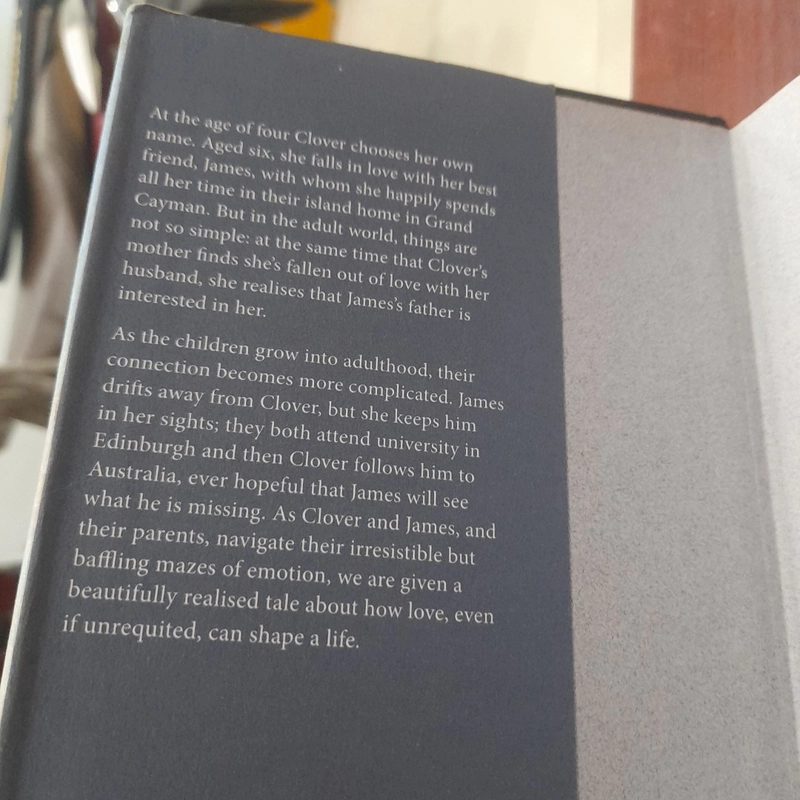 At the age of four Clover chooses her own
name. Aged six, she falls in love with her best
friend, James, with whom she happily spends
all her time in their island home in Grand
Cayman. But in the adult world, things are
not so simple: at the same time that Clover's
mother finds she's fallen out of love with her
husband, she realises that James's father is
interested in her.
As the children grow into adulthood, their
connection becomes more complicated. James
drifts away from Clover, but she keeps him
in her sights; they both attend university in
Edinburgh and then Clover follows him to
Australia, ever hopeful that James will see
what he is missing. As Clover and James, and
their parents, navigate their irresistible but
baffling mazes of emotion, we are given a
beautifully realised tale about how love, even
if unrequited, can shape a life.